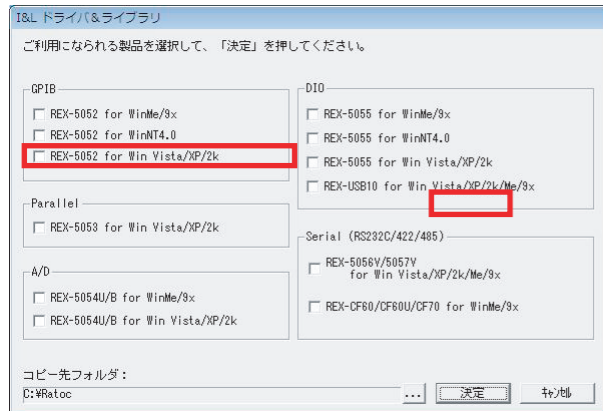 I&L ドライバ&ライブラリ
ご利用になられる製品を選択して、「決定」を押してください。
GPIB
REX-5052 for WinMe/9x
REX-5052 for WinNT4.0
REX-5052 for Win Vista/XP/2k
Parallel
REX-5053 for Win Vista/XP/2k
A/D
REX-5054U/B for WinMe/9x
REX-5054U/B for Win Vista/XP/2k
DIO
REX-5055 for WinMe/9x
REX-5055 for WinNT4.0
REX-5055 for Win Vista/XP/2k
REX-USB10 for Win Vista/XP/2k/Me/9x
Serial (RS232C/422/485)
REX-5056V/5057V
for Win Vista/XP/2k/Me/9x
REX-CF60/CF60U/CF70 for WinMe/9x
コピー先フォルダ:
C:¥Ratoc
...
決定
キャンセル